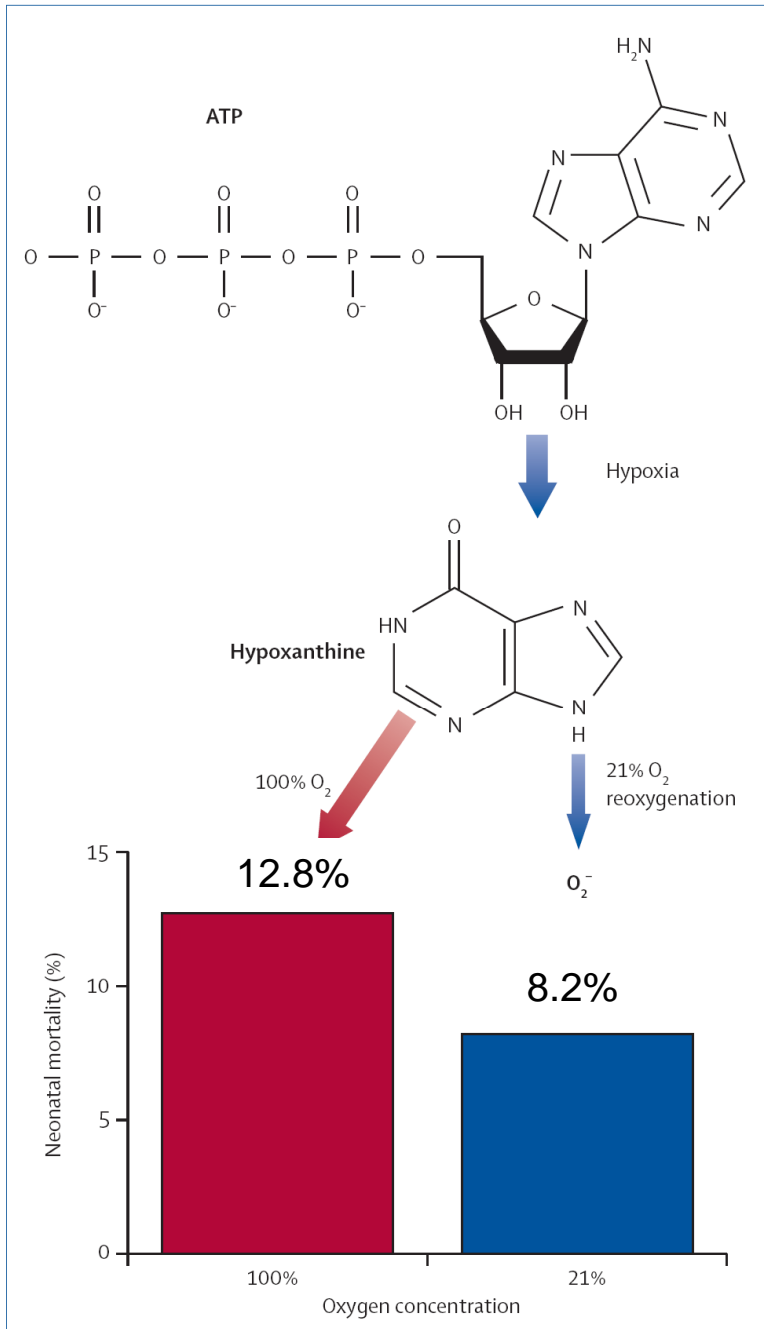 H₂N
ATP
N
N
N
N
O
O
O
O
P
O
P
O
P
O
O⁻
O⁻
O⁻
O
OH
OH
Hypoxia
O
HN
N
Hypoxanthine
N
N
H
100% O₂
21% O₂
reoxygenation
O₂⁻
12.8%
8.2%
15
10
5
0
Neonatal mortality (%)
100%
21%
Oxygen concentration